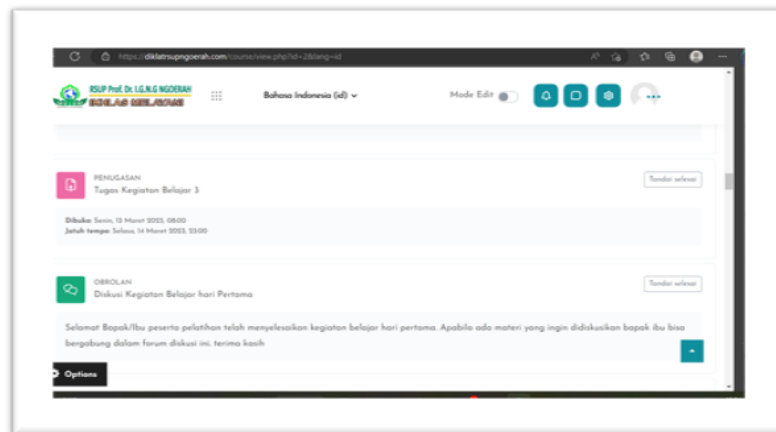 https://diklatrsupngoerah.com/course/view.php?id=2&lang=id
RSUP Prof. Dr. I.G.N.G NGOERAH
IKHLAS MELAYANI
Bahasa Indonesia (id)
Mode Edit
PENUGASAN
Tugas Kegiatan Belajar 3
Tandai selesai
Dibuka: Senin, 13 Maret 2023, 08:00
Jatuh tempo: Selasa, 14 Maret 2023, 23:00
OBROLAN
Diskusi Kegiatan Belajar hari Pertama
Tandai selesai
Selamat Bapak/Ibu peserta pelatihan telah menyelesaikan kegiatan belajar hari pertama. Apabila ada materi yang ingin didiskusikan bapak ibu bisa
bergabung dalam forum diskusi ini. terima kasih
Options